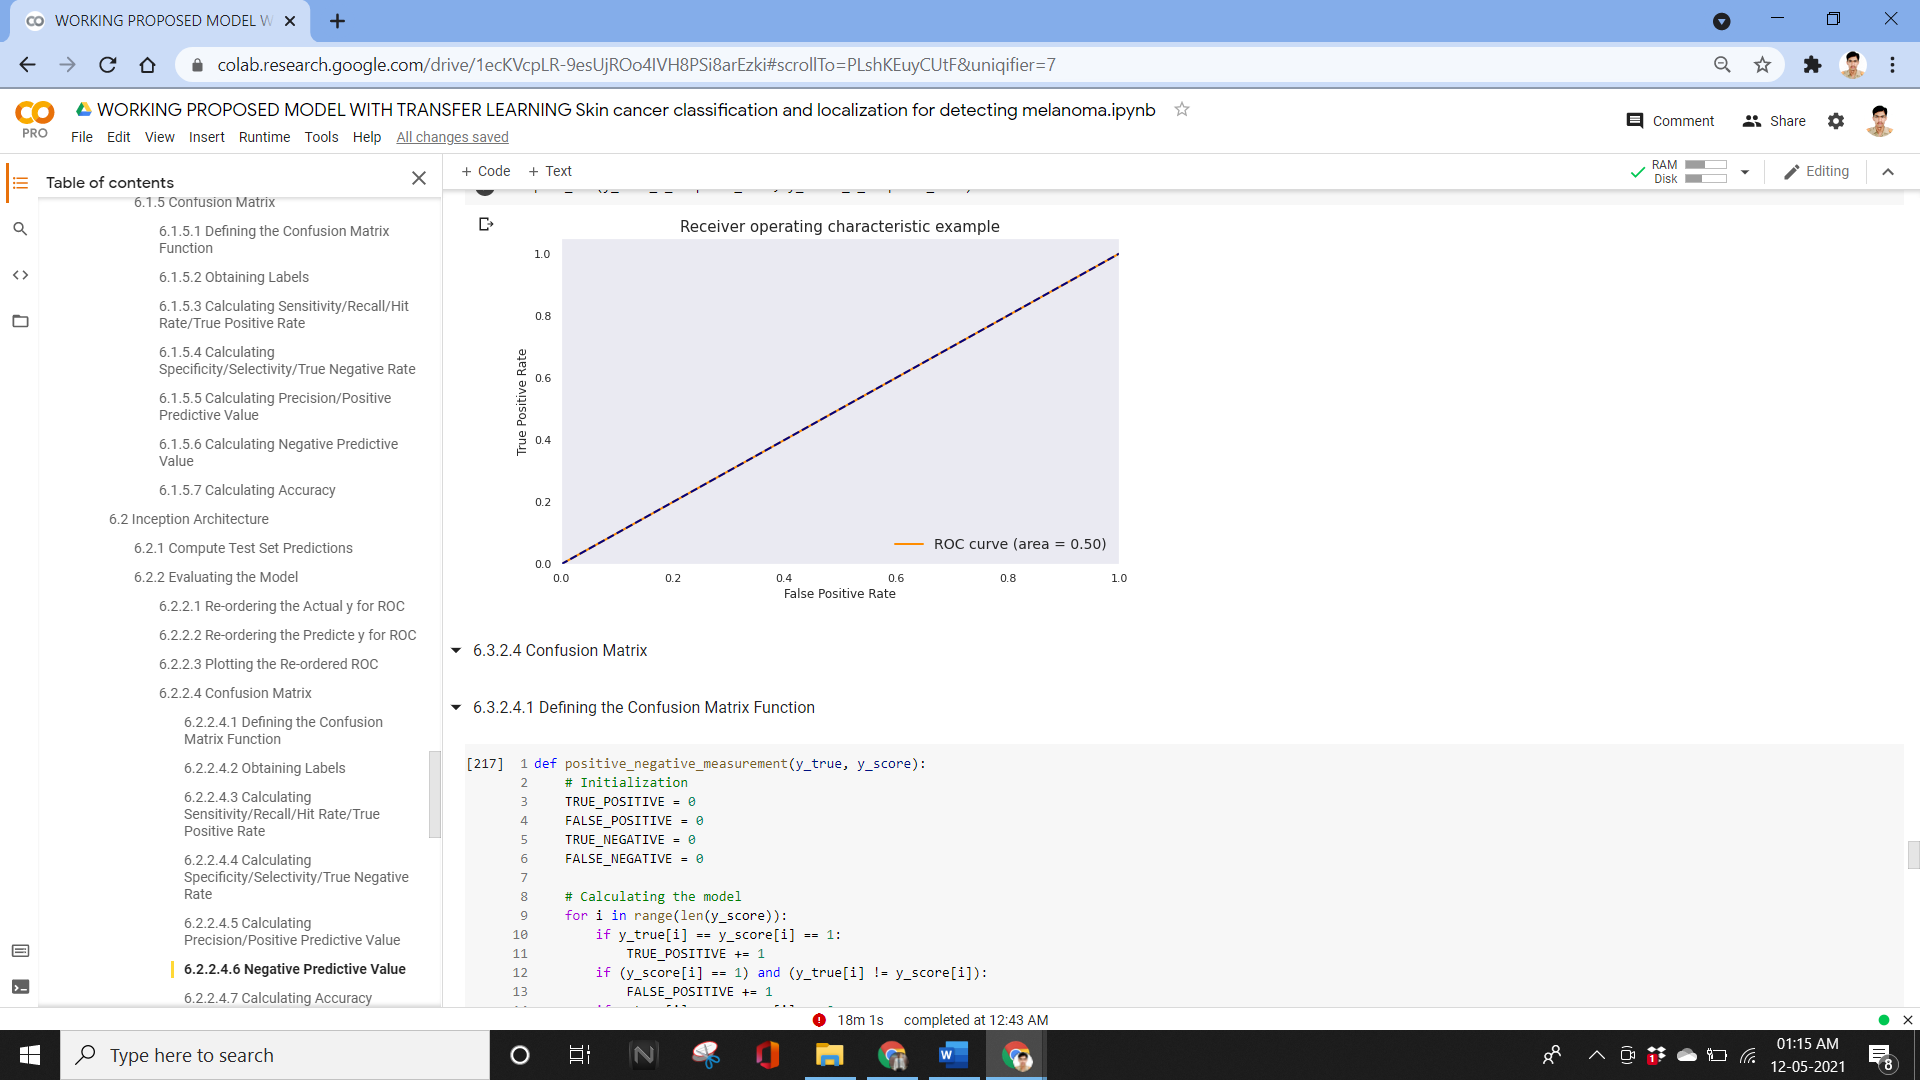 WORKING PROPOSED MODEL W
colab.research.google.com/drive/1ecKVcpLR-9esUjROo4IVH8PSi8arEzki#scrollTo=PLshKEuyCUtF&uniqifier=7
PRO
WORKING PROPOSED MODEL WITH TRANSFER LEARNING Skin cancer classification and localization for detecting melanoma.ipynb
File Edit View Insert Runtime Tools Help All changes saved
Comment Share
Table of contents
+ Code + Text
RAM
Disk
Editing
6.1.5 Confusion Matrix
6.1.5.1 Defining the Confusion Matrix
Function
6.1.5.2 Obtaining Labels
6.1.5.3 Calculating Sensitivity/Recall/Hit
Rate/True Positive Rate
6.1.5.4 Calculating
Specificity/Selectivity/True Negative Rate
6.1.5.5 Calculating Precision/Positive
Predictive Value
6.1.5.6 Calculating Negative Predictive
Value
6.1.5.7 Calculating Accuracy
6.2 Inception Architecture
6.2.1 Compute Test Set Predictions
6.2.2 Evaluating the Model
6.2.2.1 Re-ordering the Actual y for ROC
6.2.2.2 Re-ordering the Predicte y for ROC
6.2.2.3 Plotting the Re-ordered ROC
6.2.2.4 Confusion Matrix
6.2.2.4.1 Defining the Confusion
Matrix Function
6.2.2.4.2 Obtaining Labels
6.2.2.4.3 Calculating
Sensitivity/Recall/Hit Rate/True
Positive Rate
6.2.2.4.4 Calculating
Specificity/Selectivity/True Negative
Rate
6.2.2.4.5 Calculating
Precision/Positive Predictive Value
6.2.2.4.6 Negative Predictive Value
6.2.2.4.7 Calculating Accuracy
Receiver operating characteristic example
1.0
0.8
0.6
0.4
0.2
0.0
True Positive Rate
ROC curve (area = 0.50)
0.0 0.2 0.4 0.6 0.8 1.0
False Positive Rate
6.3.2.4 Confusion Matrix
6.3.2.4.1 Defining the Confusion Matrix Function
[217] 1 def positive_negative_measurement(y_true, y_score):
2 # Initialization
3 TRUE_POSITIVE = 0
4 FALSE_POSITIVE = 0
5 TRUE_NEGATIVE = 0
6 FALSE_NEGATIVE = 0
7
8 # Calculating the model
9 for i in range(len(y_score)):
10 if y_true[i] == y_score[i] == 1:
11 TRUE_POSITIVE += 1
12 if (y_score[i] == 1) and (y_true[i] != y_score[i]):
13 FALSE_POSITIVE += 1
18m 1s completed at 12:43 AM
Type here to search
01:15 AM
12-05-2021
8